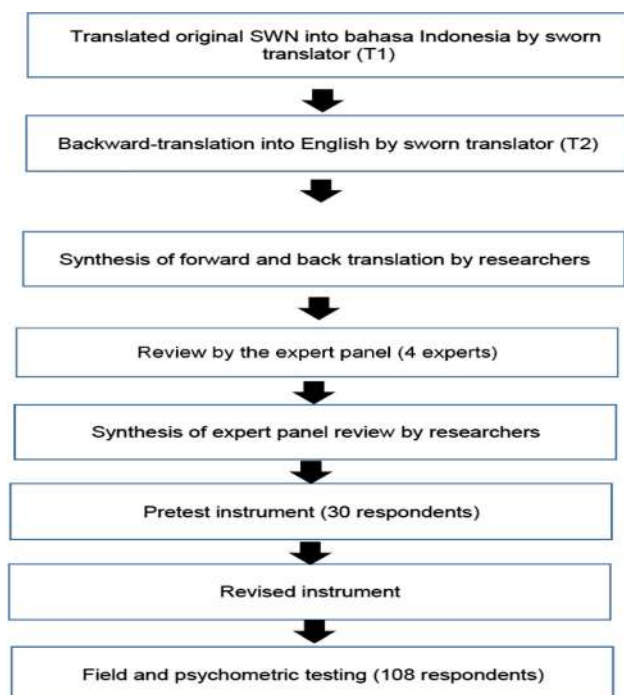 Translated original SWN into bahasa Indonesia by sworn
translator (T1)
Backward-translation into English by sworn translator (T2)
Synthesis of forward and back translation by researchers
Review by the expert panel (4 experts)
Synthesis of expert panel review by researchers
Pretest instrument (30 respondents)
Revised instrument
Field and psychometric testing (108 respondents)